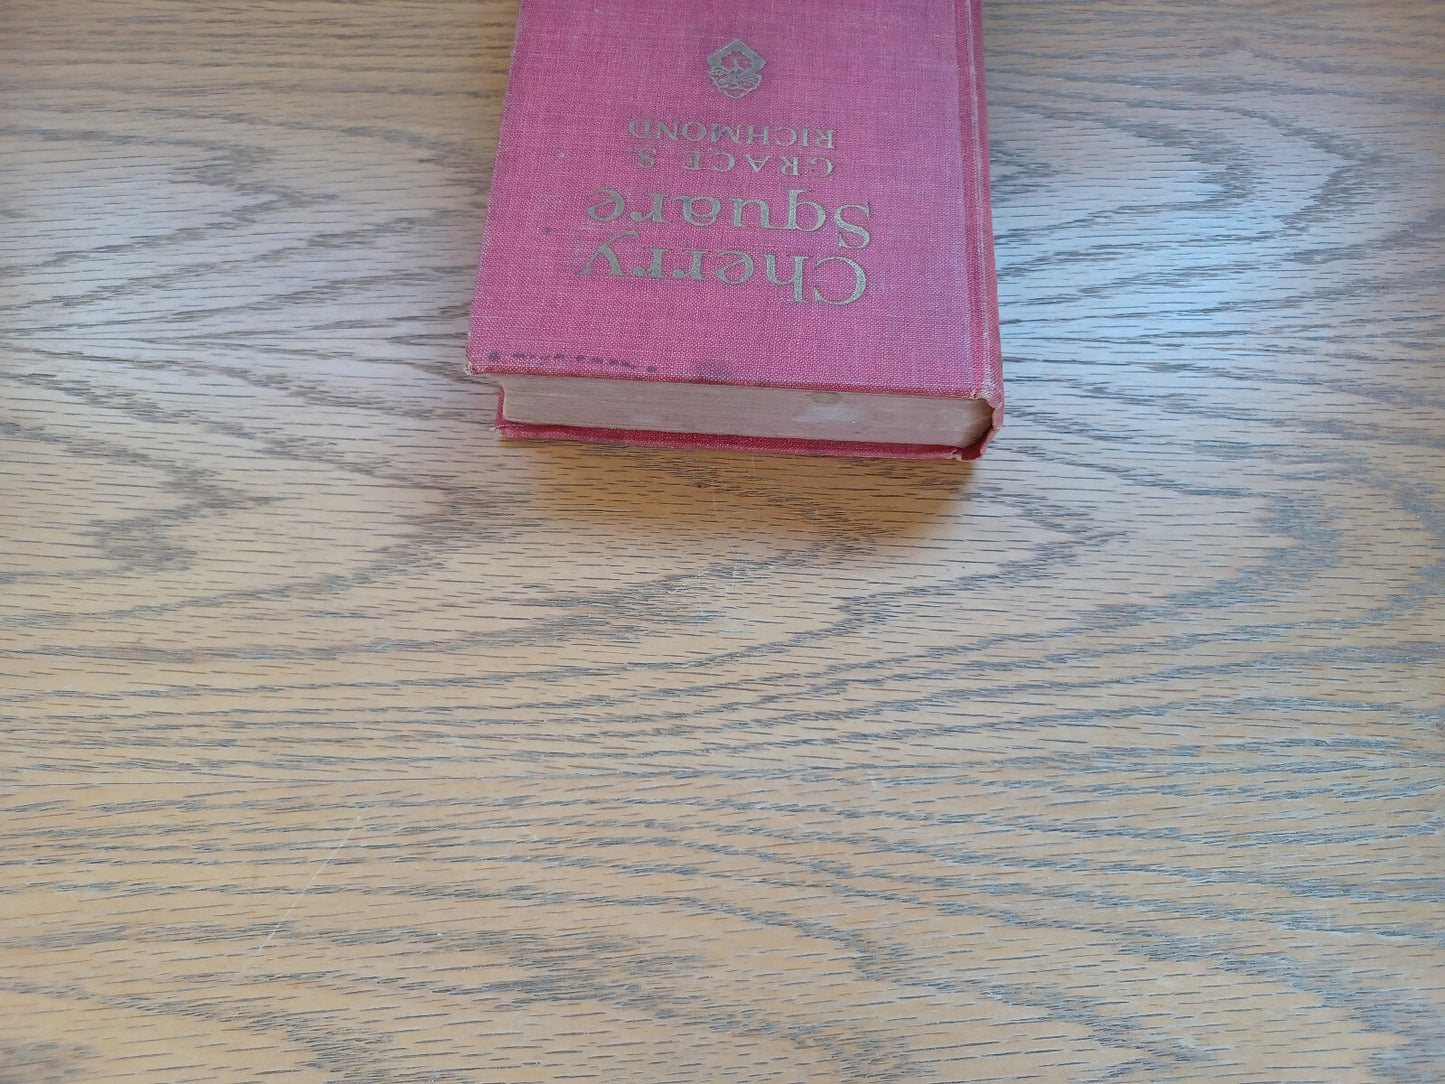 Cherry
Square
GRACE S.
RICHMOND